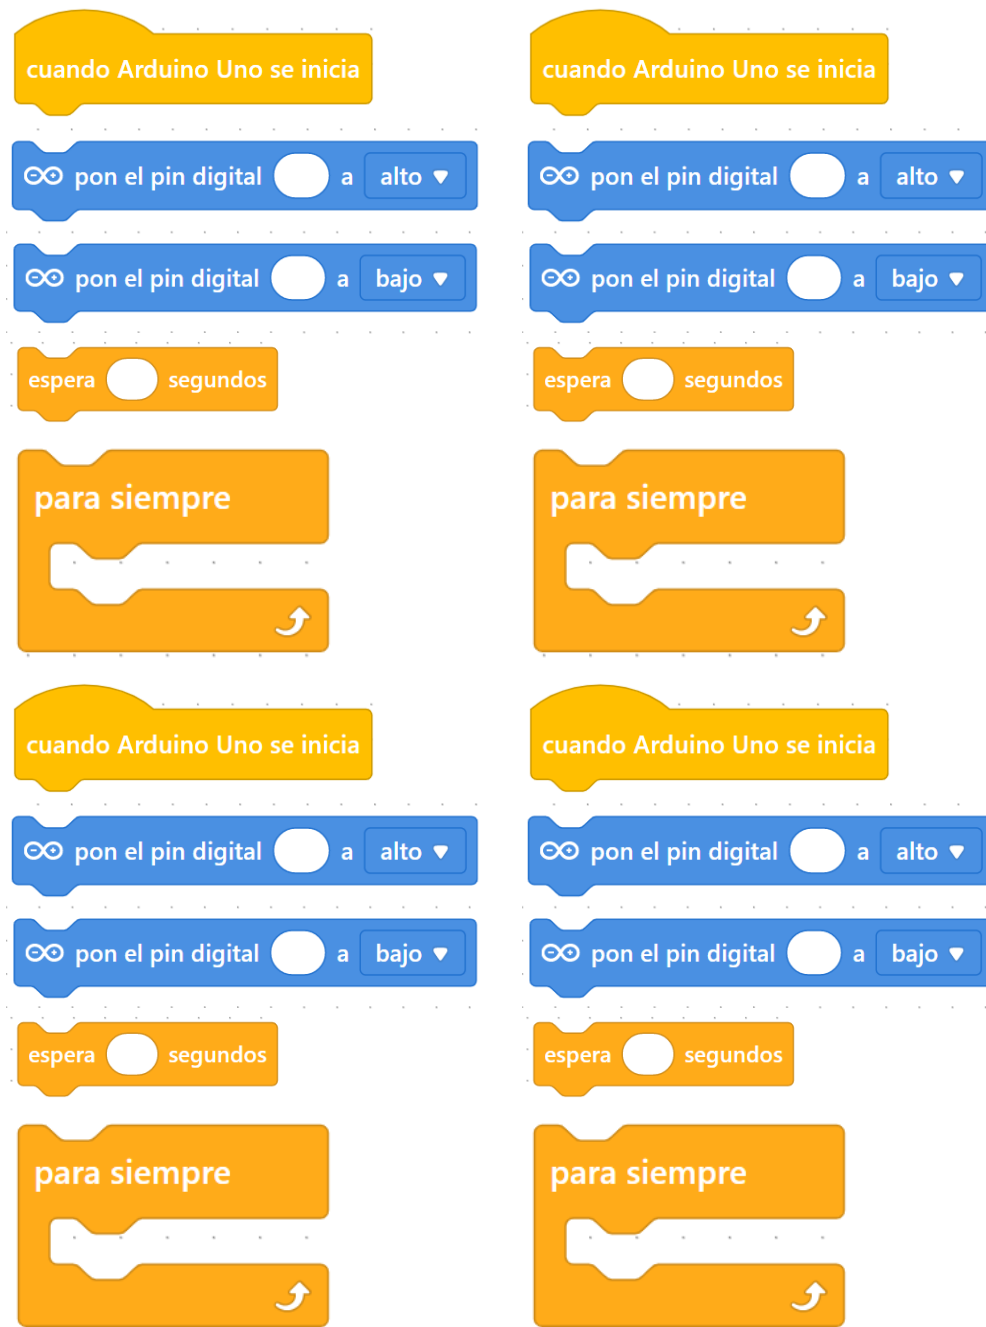 cuando Arduino Uno se inicia
pon el pin digital a alto
pon el pin digital a bajo
espera segundos
para siempre
cuando Arduino Uno se inicia
pon el pin digital a alto
pon el pin digital a bajo
espera segundos
para siempre
cuando Arduino Uno se inicia
pon el pin digital a alto
pon el pin digital a bajo
espera segundos
para siempre
cuando Arduino Uno se inicia
pon el pin digital a alto
pon el pin digital a bajo
espera segundos
para siempre